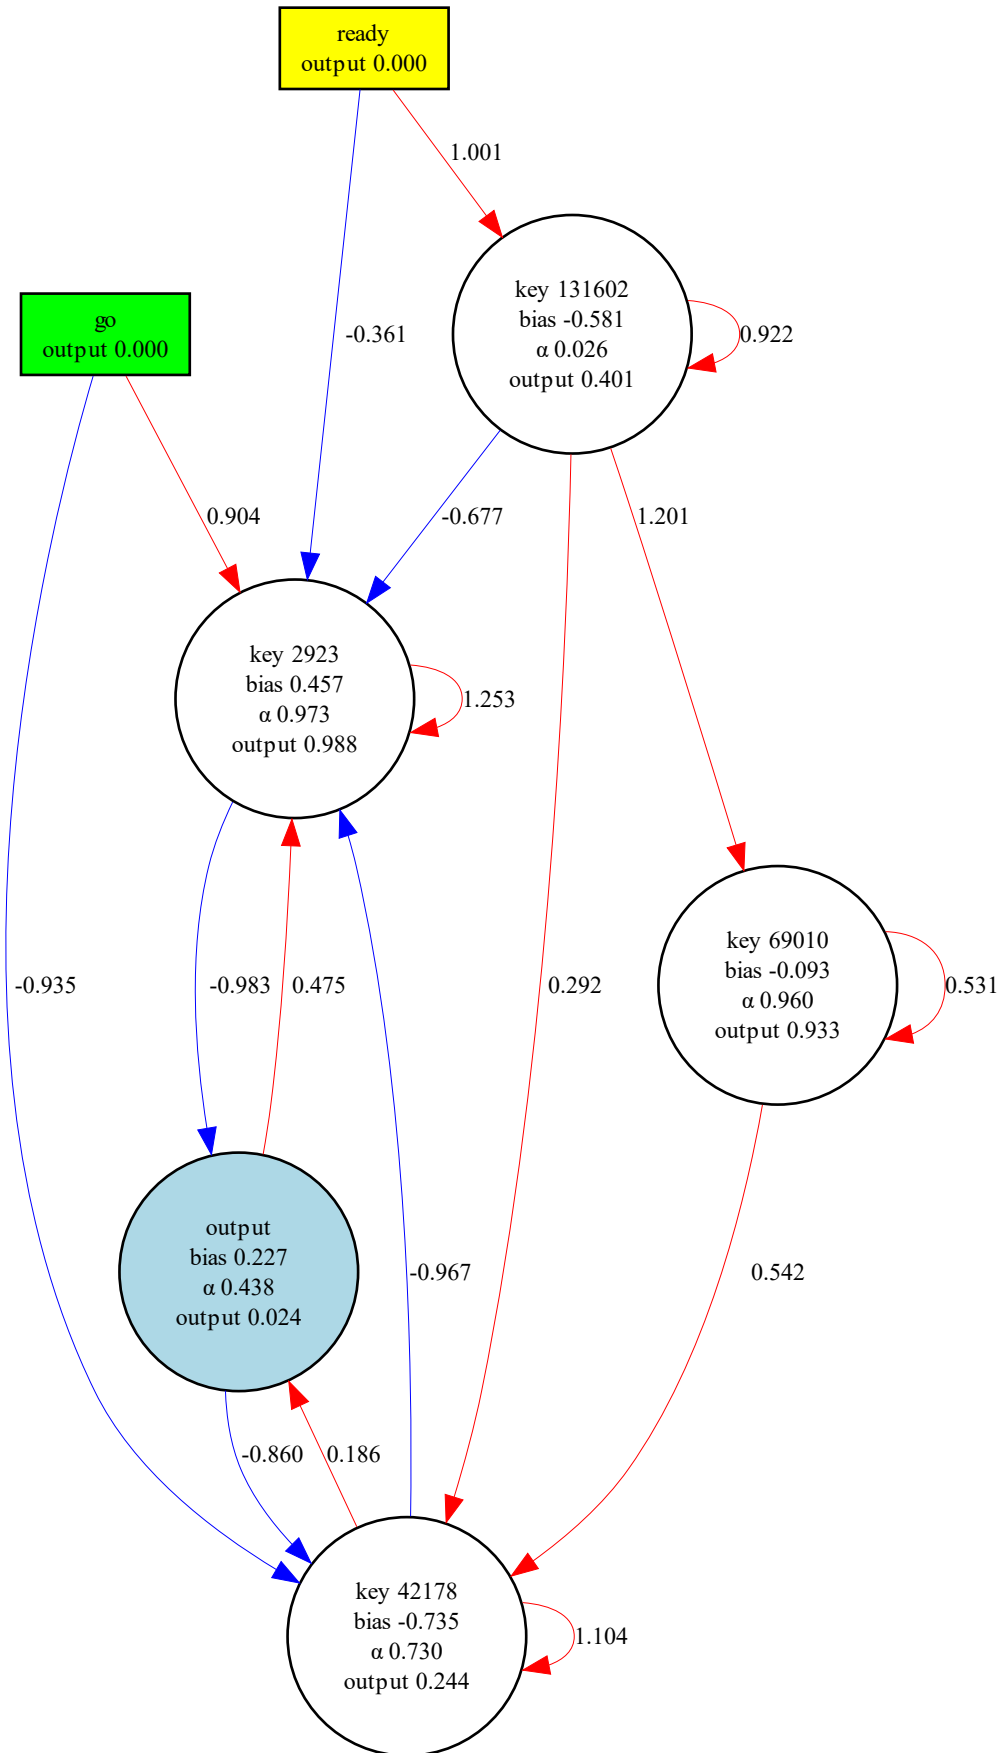 ready
output 0.000
1.001
key 131602
bias -0.581
α 0.026
output 0.401
0.922
go
output 0.000
-0.361
0.904
-0.677
1.201
key 2923
bias 0.457
α 0.973
output 0.988
1.253
-0.935
-0.983
0.475
0.292
key 69010
bias -0.093
α 0.960
output 0.933
0.531
output
bias 0.227
α 0.438
output 0.024
-0.967
0.542
-0.860
0.186
key 42178
bias -0.735
α 0.730
output 0.244
1.104